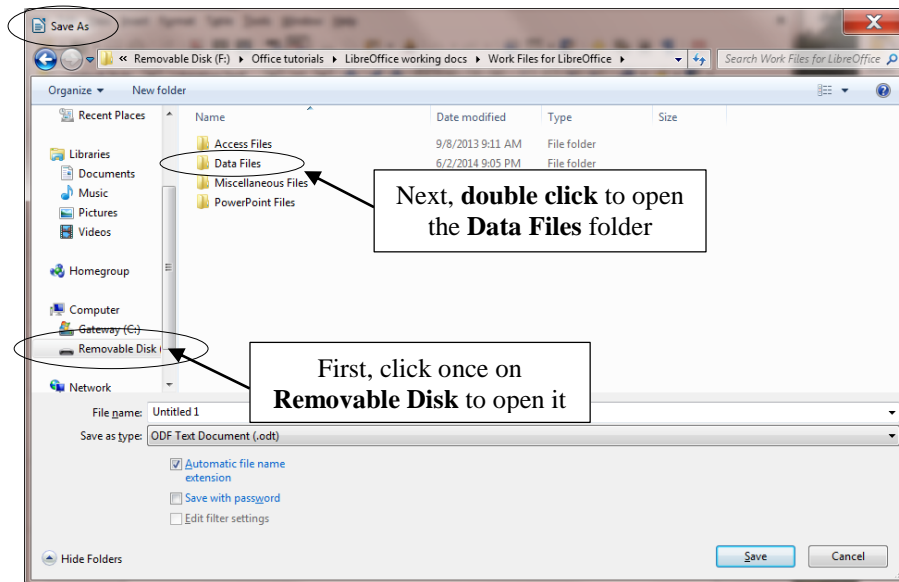 Save As
« Removable Disk (F:) ▸ Office tutorials ▸ LibreOffice working docs ▸ Work Files for LibreOffice ▸
Search Work Files for LibreOffice
Organize ▾ New folder
Recent Places
Libraries
Documents
Music
Pictures
Videos
Homegroup
Computer
Gateway (C:)
Removable Disk (
Network
Name Date modified Type Size
Access Files 9/8/2013 9:11 AM File folder
Data Files 6/2/2014 9:05 PM File folder
Miscellaneous Files
PowerPoint Files
Next, double click to open
the Data Files folder
First, click once on
Removable Disk to open it
File name: Untitled 1
Save as type: ODF Text Document (.odt)
Automatic file name
extension
Save with password
Edit filter settings
Hide Folders
Save Cancel